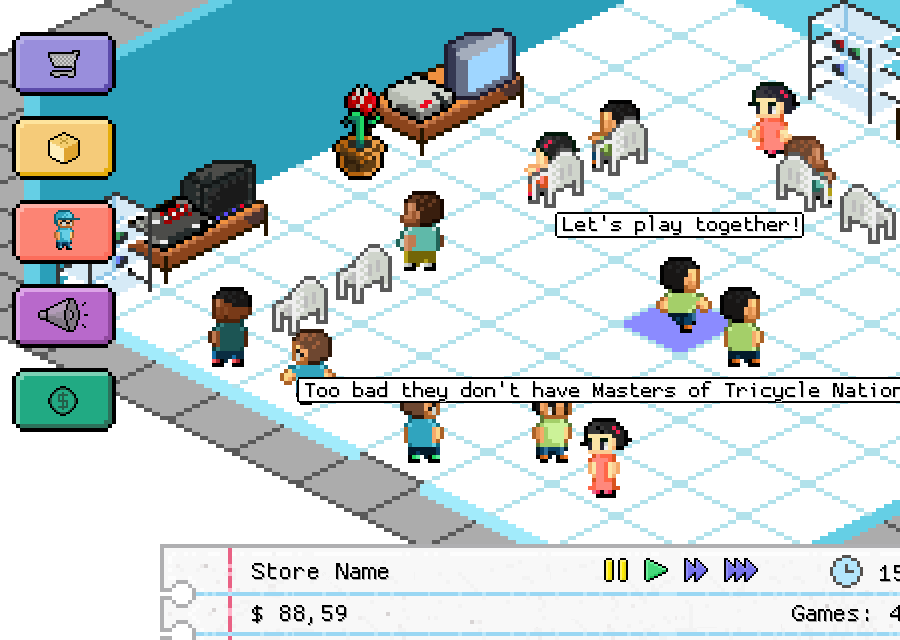 Let's play together!
Too bad they don't have Masters of Tricycle Nation
Store Name
15
$ 88,59
Games: 4